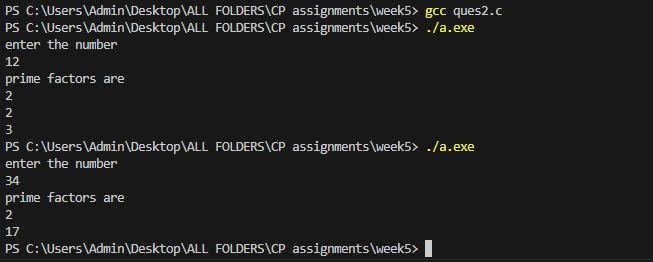 PS C:\Users\Admin\Desktop\ALL FOLDERS\CP assignments\week5> gcc ques2.c
PS C:\Users\Admin\Desktop\ALL FOLDERS\CP assignments\week5> ./a.exe
enter the number
12
prime factors are
2
2
3
PS C:\Users\Admin\Desktop\ALL FOLDERS\CP assignments\week5> ./a.exe
enter the number
34
prime factors are
2
17
PS C:\Users\Admin\Desktop\ALL FOLDERS\CP assignments\week5>